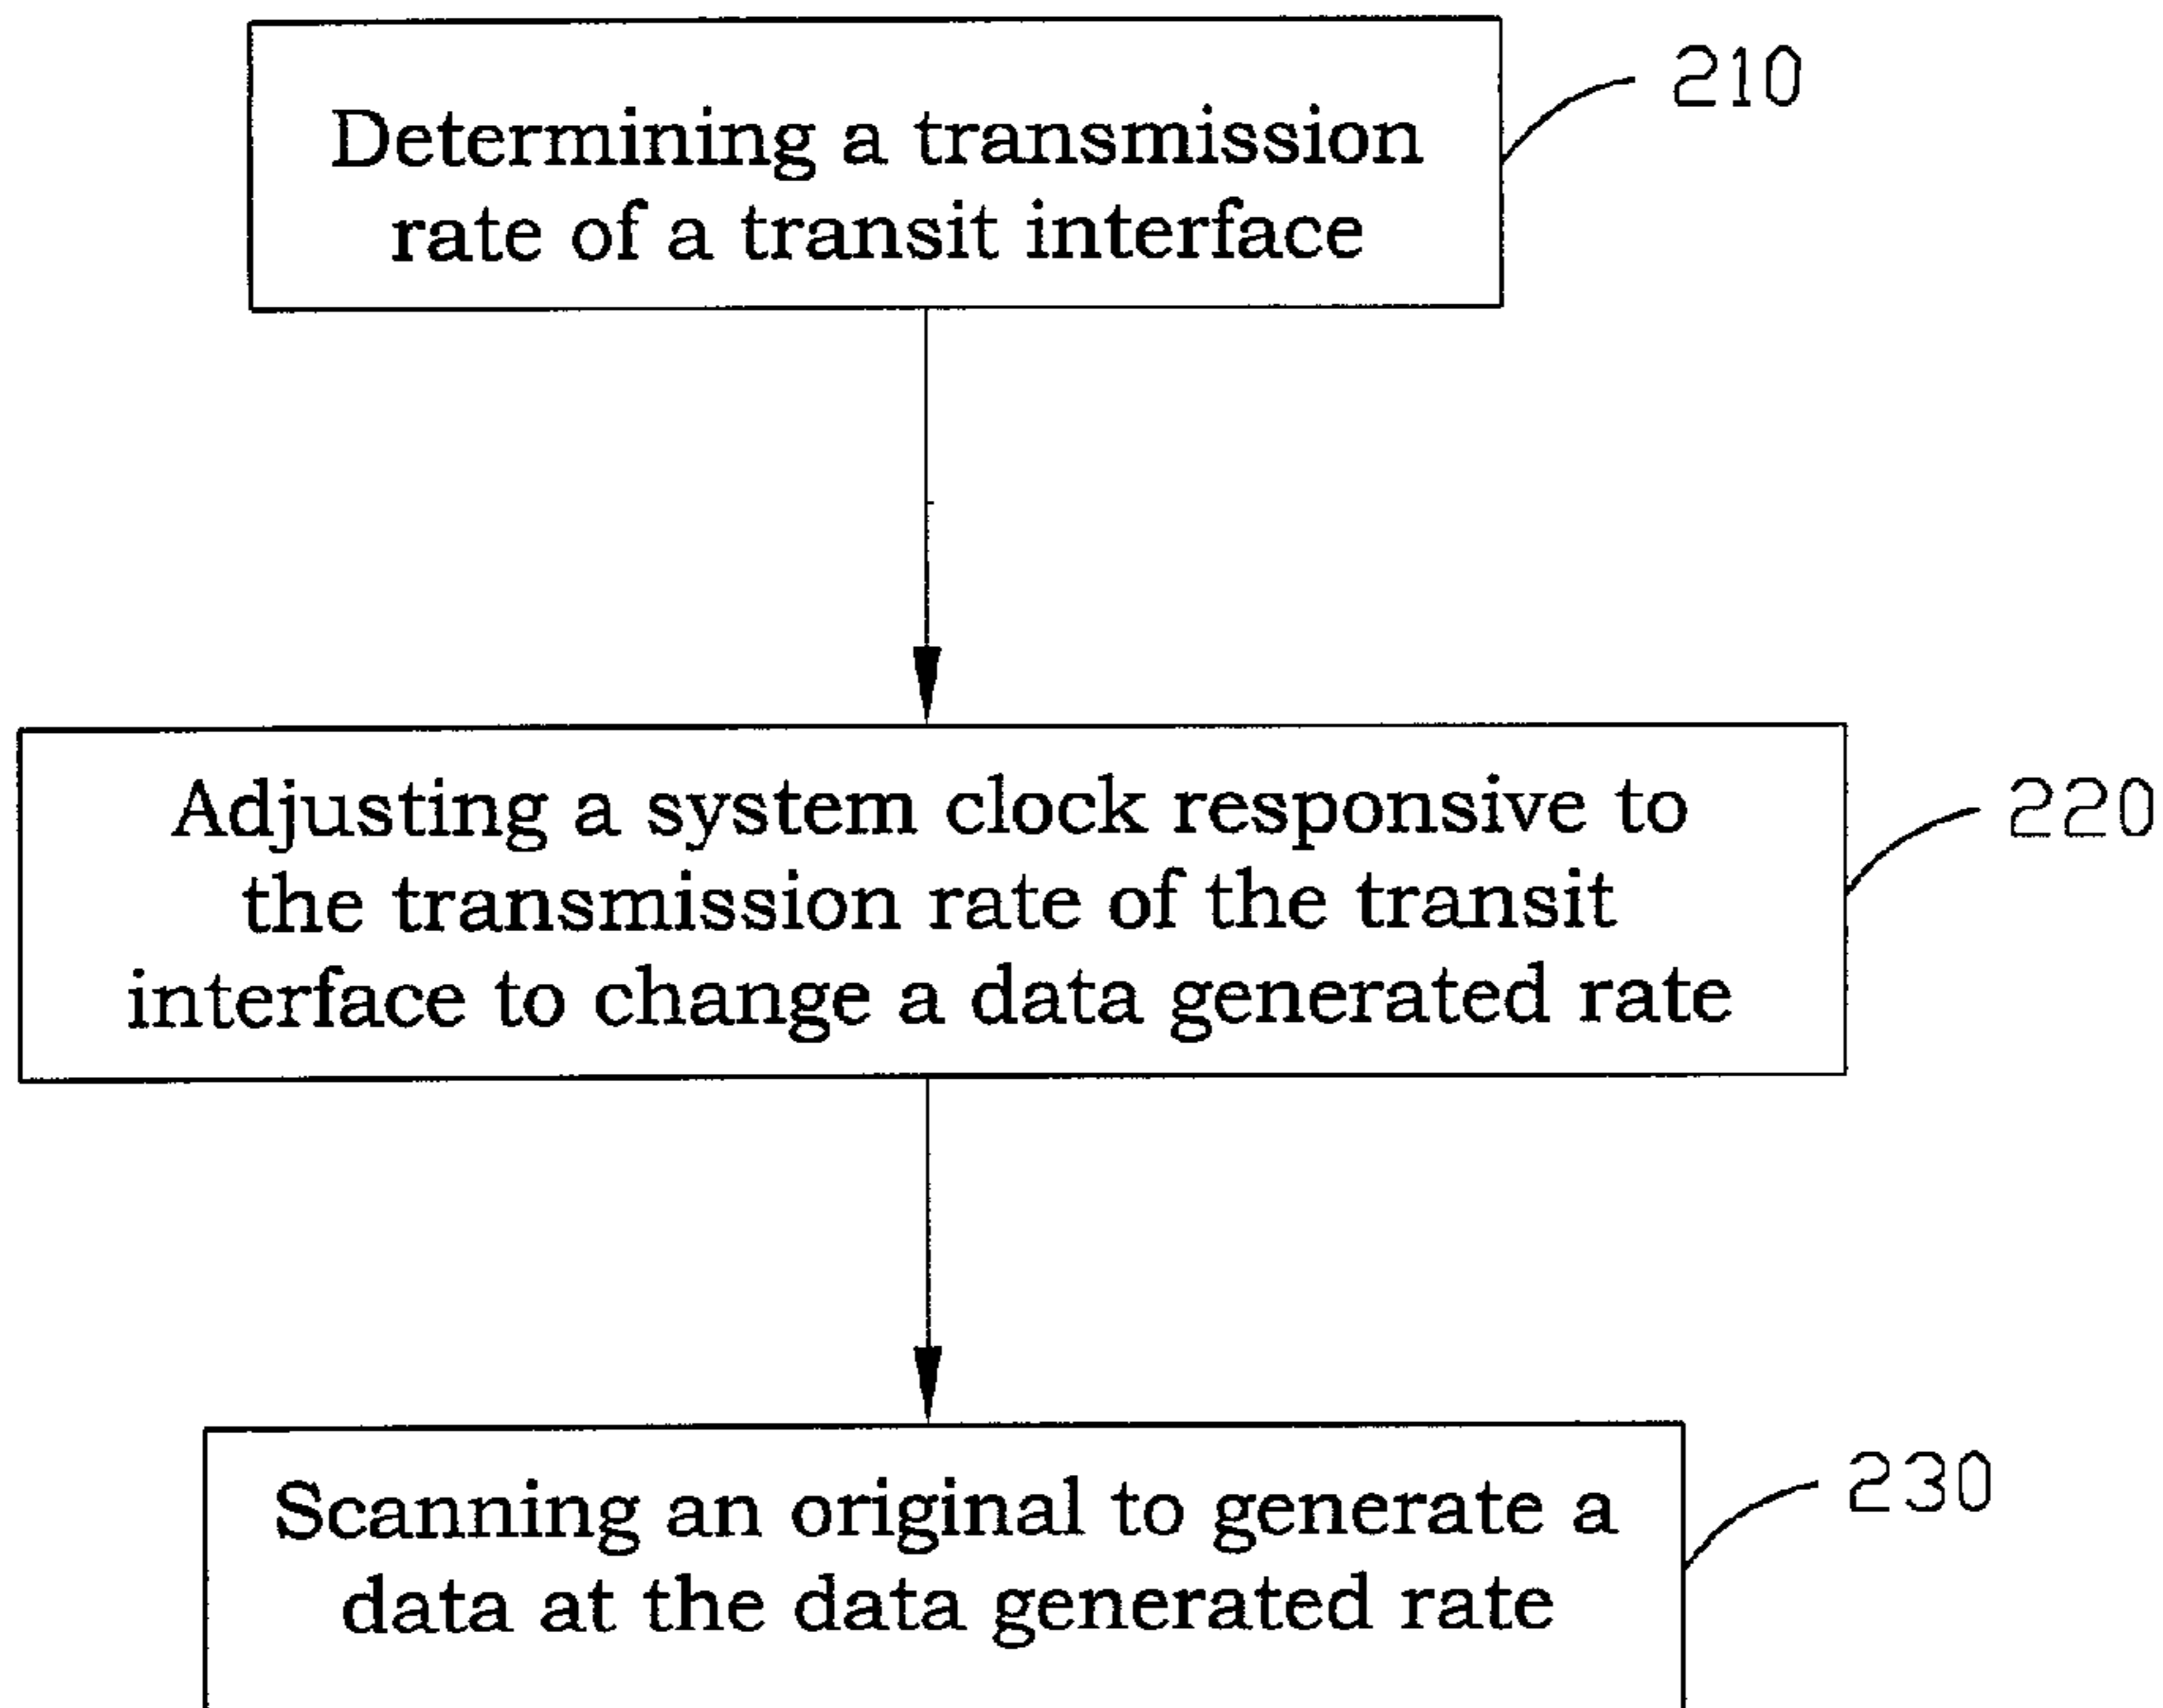 Determining a transmission
rate of a transit interface
210
Adjusting a system clock responsive to
the transmission rate of the transit
interface to change a data generated rate
220
Scanning an original to generate a
data at the data generated rate
230